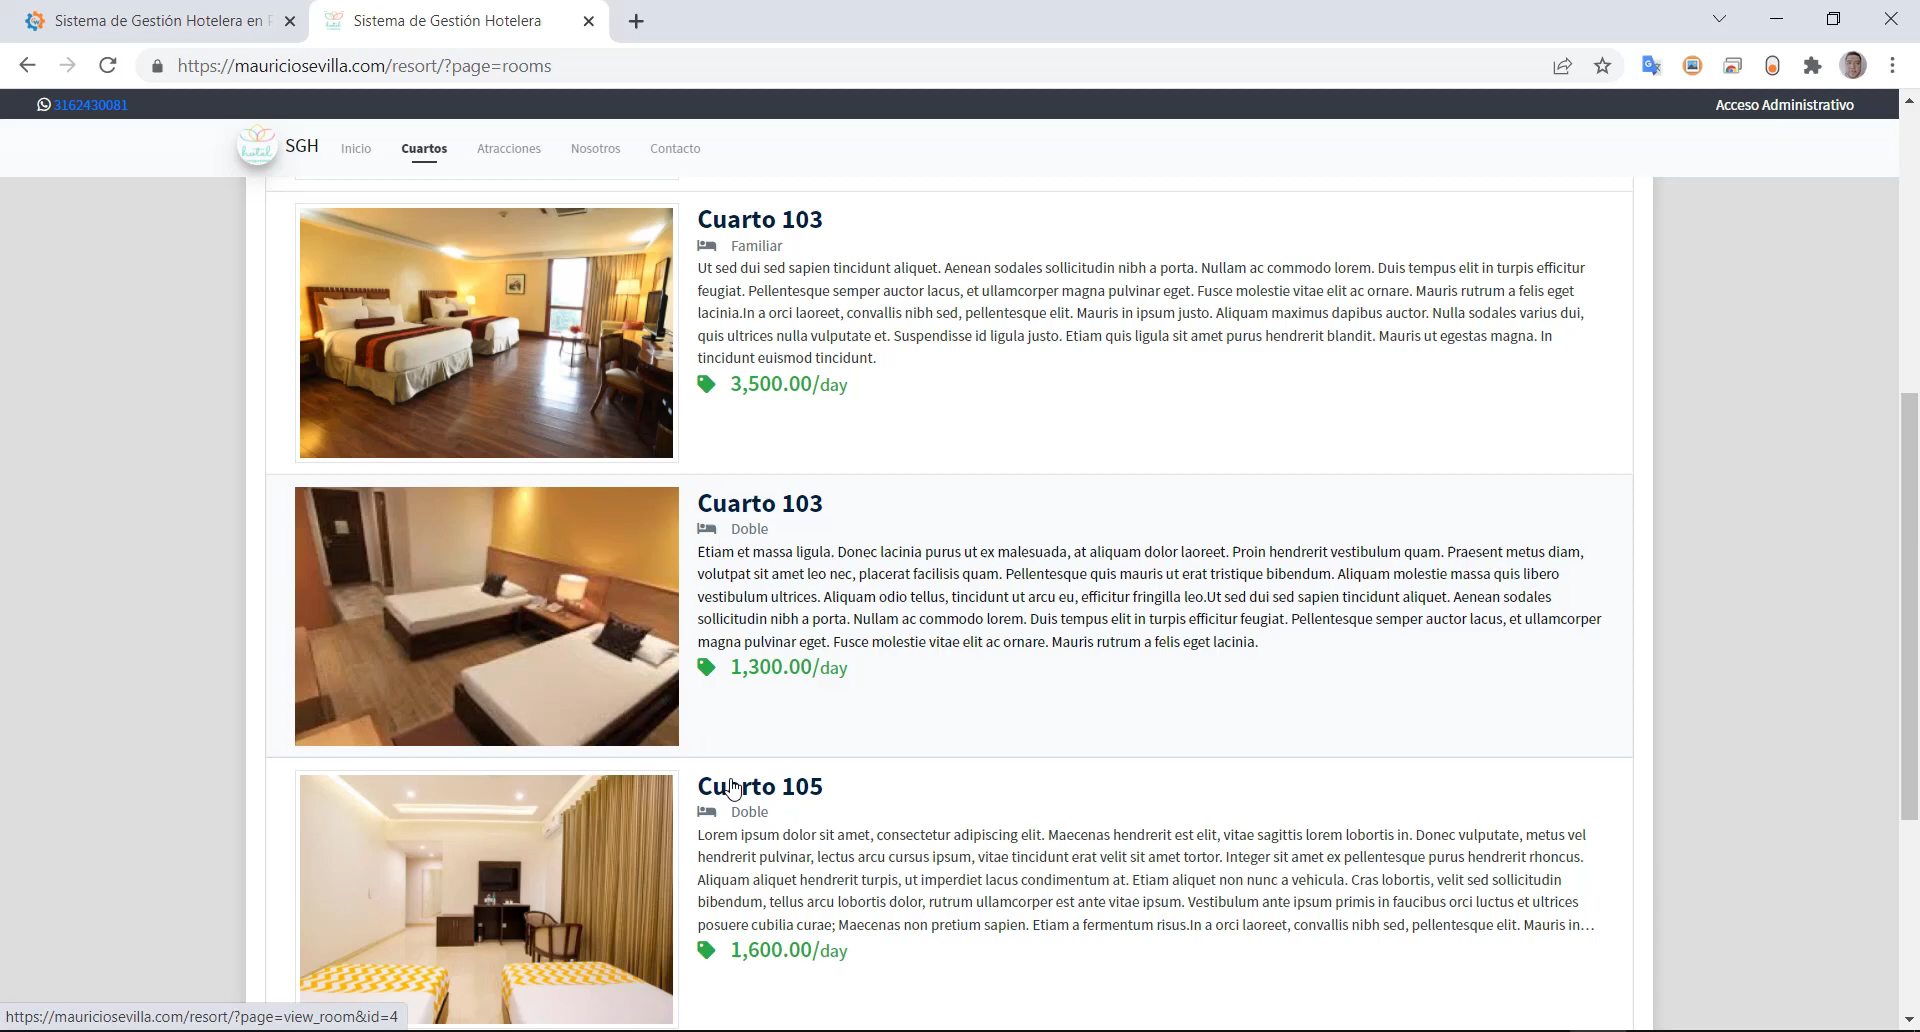 Sistema de Gestión Hotelera en
Sistema de Gestión Hotelera
https://mauriciosevilla.com/resort/?page=rooms
3162430081
Acceso Administrativo
hotel
SGH
Inicio
Cuartos
Atracciones
Nosotros
Contacto
Cuarto 103
Familiar
Ut sed dui sed sapien tincidunt aliquet. Aenean sodales sollicitudin nibh a porta. Nullam ac commodo lorem. Duis tempus elit in turpis efficitur
feugiat. Pellentesque semper auctor lacus, et ullamcorper magna pulvinar eget. Fusce molestie vitae elit ac ornare. Mauris rutrum a felis eget
lacinia.In a orci laoreet, convallis nibh sed, pellentesque elit. Mauris in ipsum justo. Aliquam maximus dapibus auctor. Nulla sodales varius dui,
quis ultrices nulla vulputate et. Suspendisse id ligula justo. Etiam quis ligula sit amet purus hendrerit blandit. Mauris ut egestas magna. In
tincidunt euismod tincidunt.
3,500.00/day
Cuarto 103
Doble
Etiam et massa ligula. Donec lacinia purus ut ex malesuada, at aliquam dolor laoreet. Proin hendrerit vestibulum quam. Praesent metus diam,
volutpat sit amet leo nec, placerat facilisis quam. Pellentesque quis mauris ut erat tristique bibendum. Aliquam molestie massa quis libero
vestibulum ultrices. Aliquam odio tellus, tincidunt ut arcu eu, efficitur fringilla leo.Ut sed dui sed sapien tincidunt aliquet. Aenean sodales
sollicitudin nibh a porta. Nullam ac commodo lorem. Duis tempus elit in turpis efficitur feugiat. Pellentesque semper auctor lacus, et ullamcorper
magna pulvinar eget. Fusce molestie vitae elit ac ornare. Mauris rutrum a felis eget lacinia.
1,300.00/day
Cuarto 105
Doble
Lorem ipsum dolor sit amet, consectetur adipiscing elit. Maecenas hendrerit est elit, vitae sagittis lorem lobortis in. Donec vulputate, metus vel
hendrerit pulvinar, lectus arcu cursus ipsum, vitae tincidunt erat velit sit amet tortor. Integer sit amet ex pellentesque purus hendrerit rhoncus.
Aliquam aliquet hendrerit turpis, ut imperdiet lacus condimentum at. Etiam aliquet non nunc a vehicula. Cras lobortis, velit sed sollicitudin
bibendum, tellus arcu lobortis dolor, rutrum ullamcorper est ante vitae ipsum. Vestibulum ante ipsum primis in faucibus orci luctus et ultrices
posuere cubilia curae; Maecenas non pretium sapien. Etiam a fermentum risus.In a orci laoreet, convallis nibh sed, pellentesque elit. Mauris in...
1,600.00/day
https://mauriciosevilla.com/resort/?page=view_room&id=4